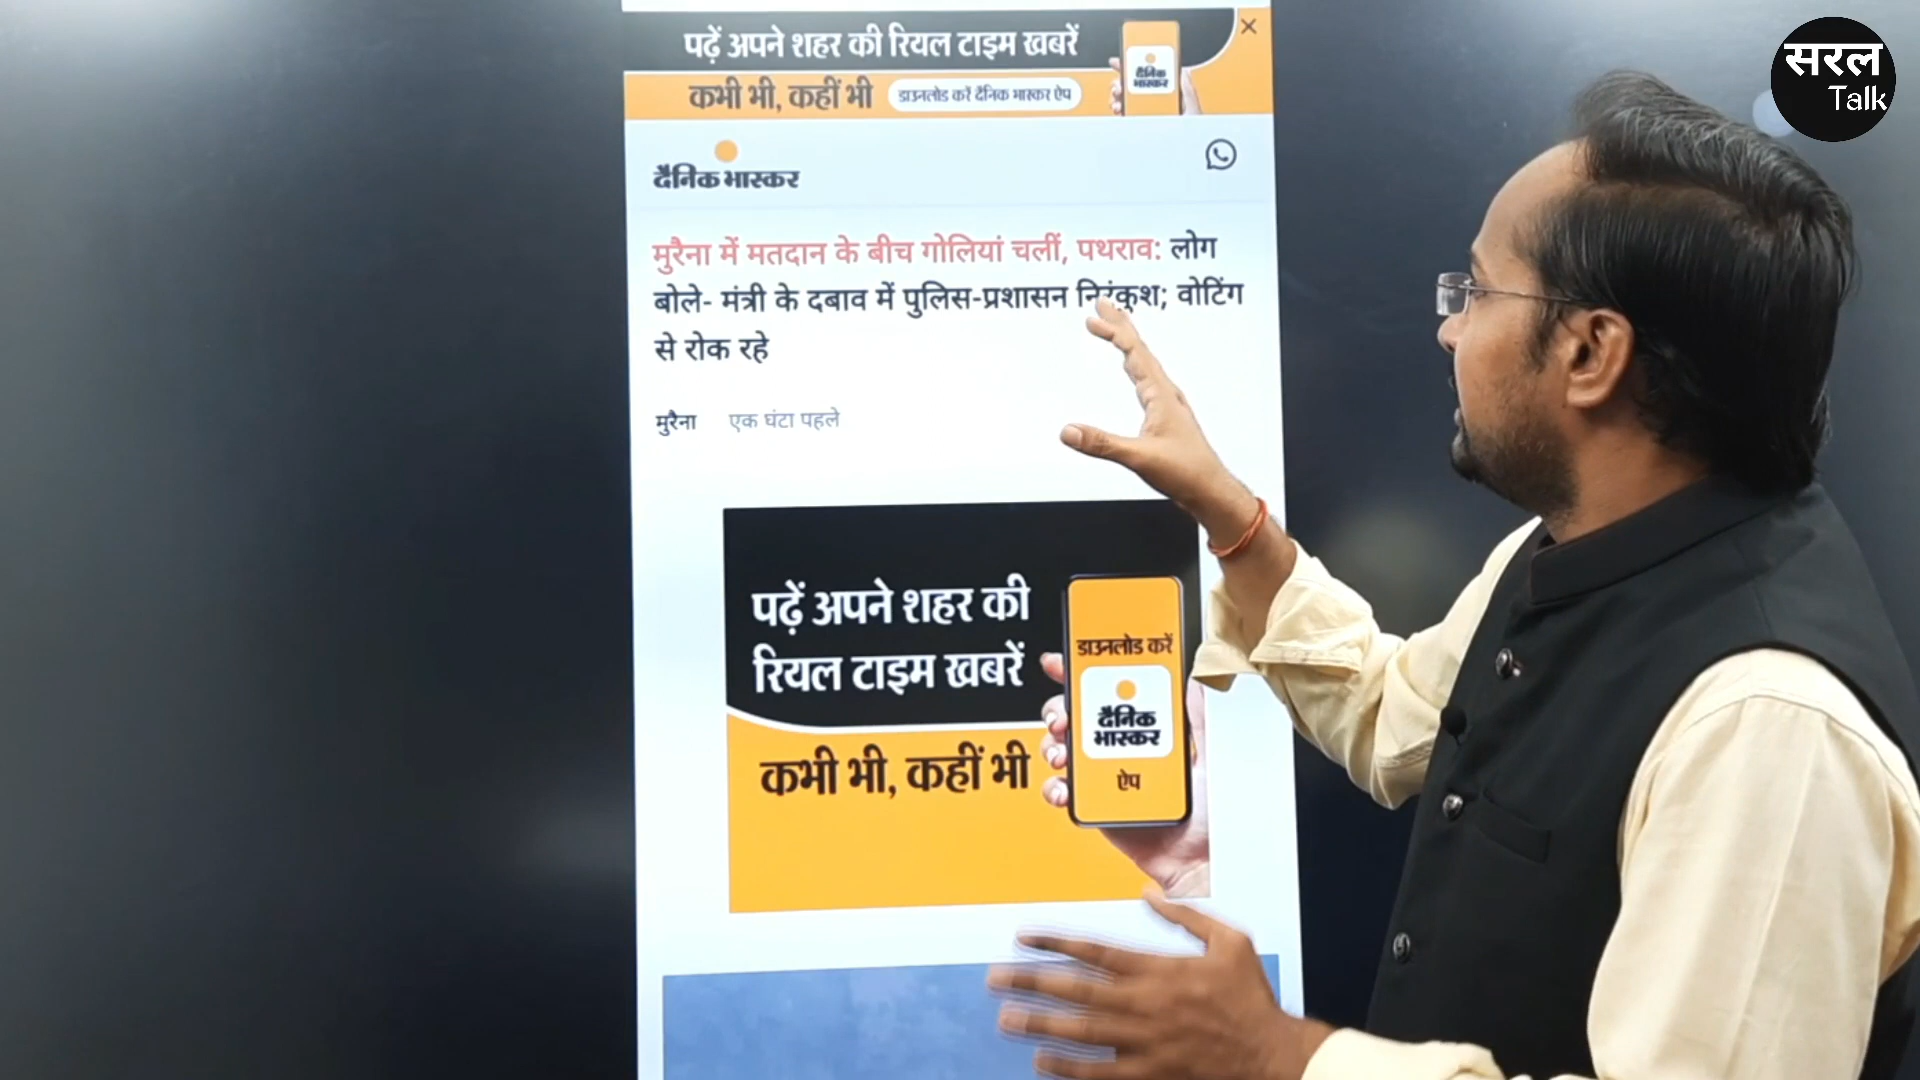 पढ़ें अपने शहर की रियल टाइम खबरें
कभी भी, कहीं भी डाउनलोड करें दैनिक भास्कर ऐप
दैनिक
भास्कर
सरल
Talk
दैनिक भास्कर
मुरैना में मतदान के बीच गोलियां चलीं, पथराव: लोग
बोले- मंत्री के दबाव में पुलिस-प्रशासन निरंकुश; वोटिंग
से रोक रहे
मुरैना एक घंटा पहले
पढ़ें अपने शहर की
रियल टाइम खबरें
कभी भी, कहीं भी
डाउनलोड करें
दैनिक
भास्कर
ऐप